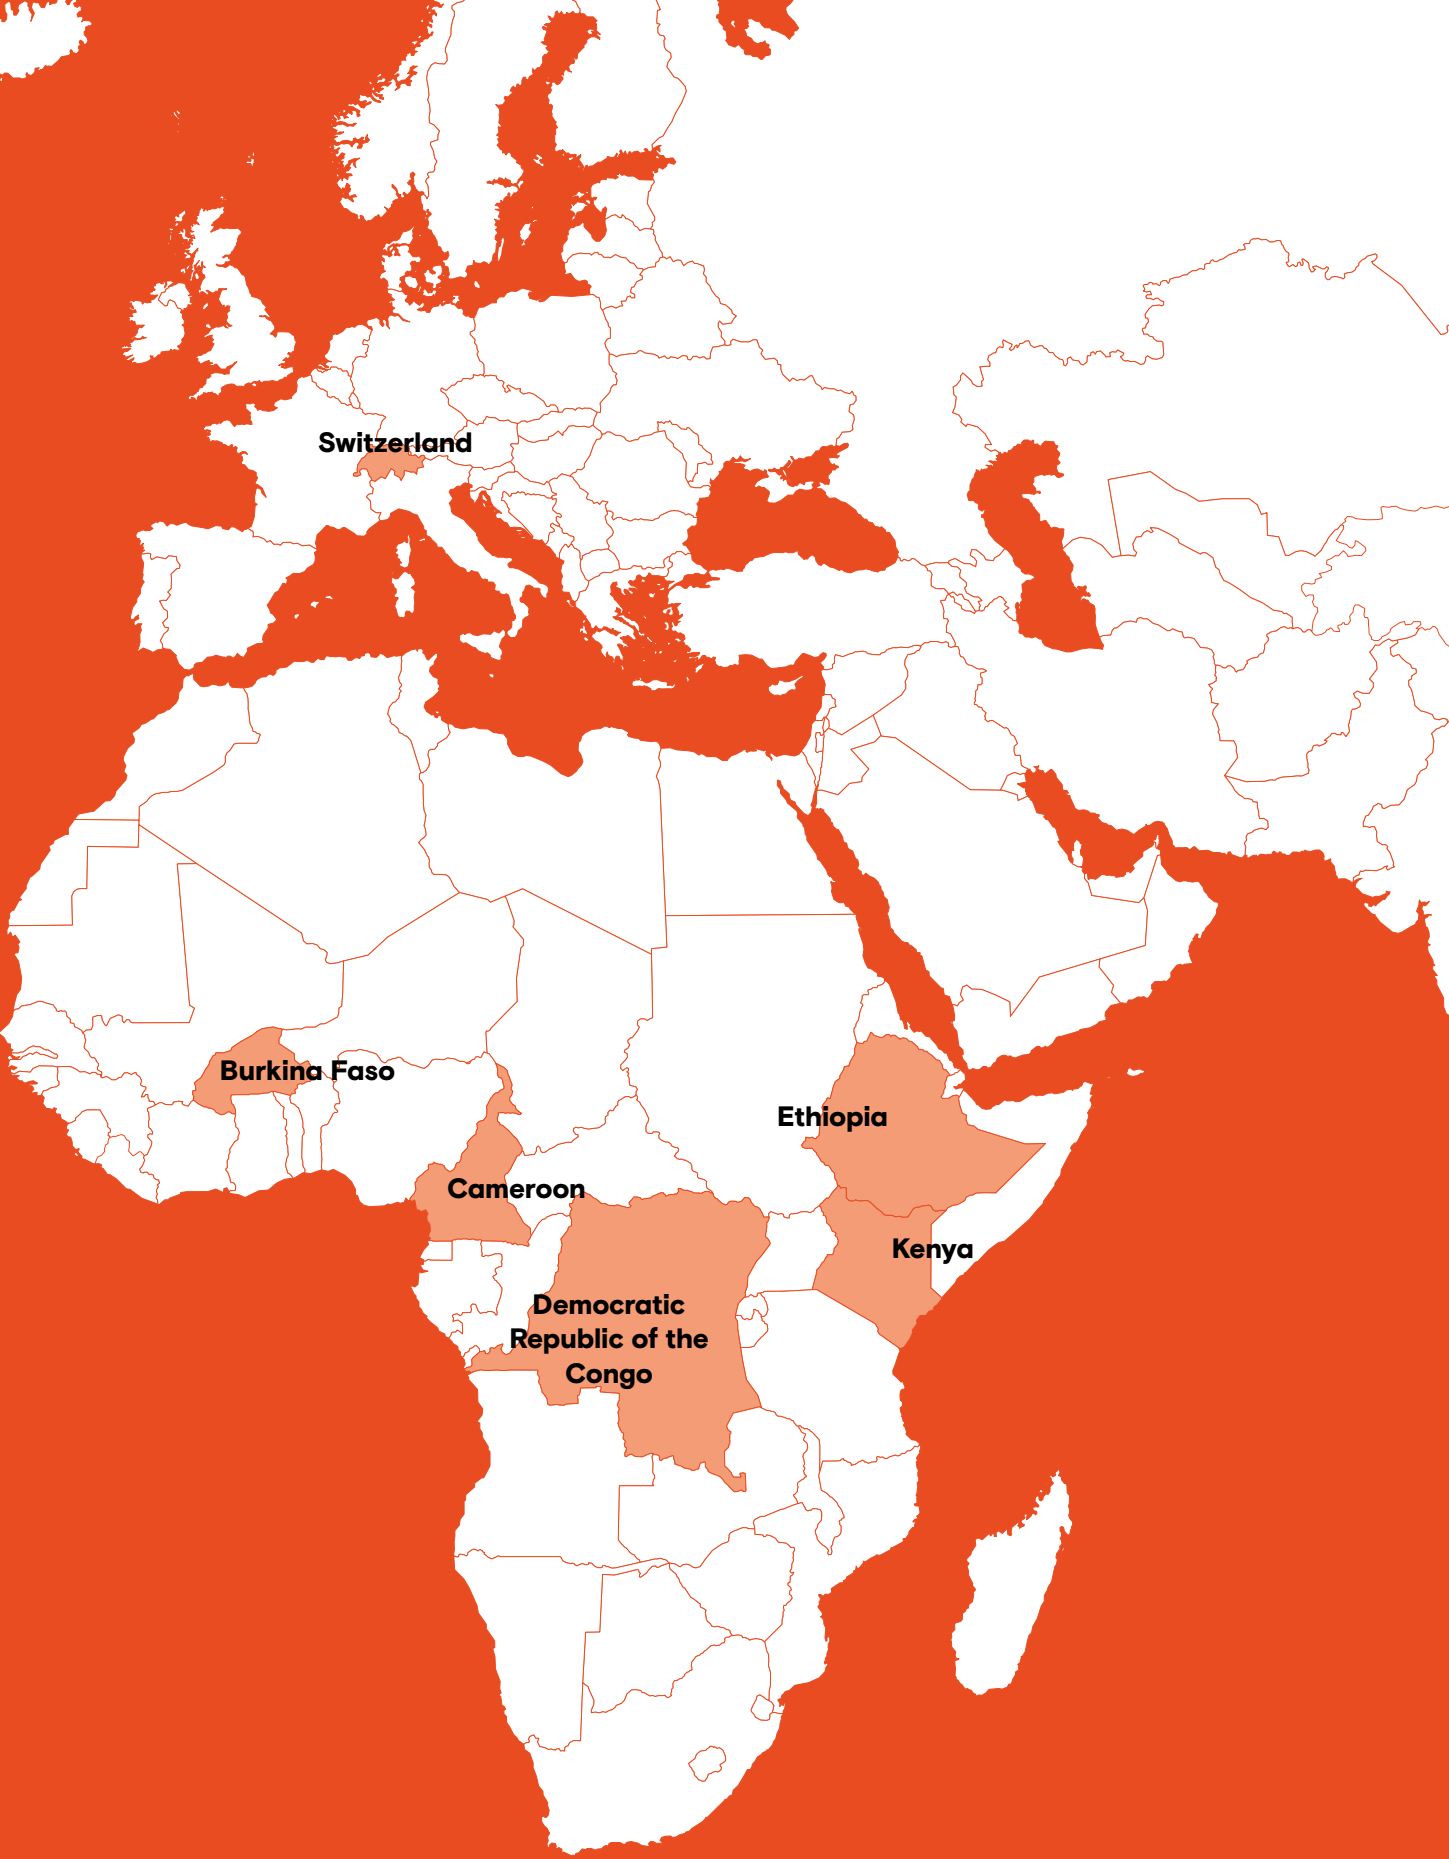 Switzerland
Burkina Faso
Ethiopia
Cameroon
Kenya
Democratic
Republic of the
Congo